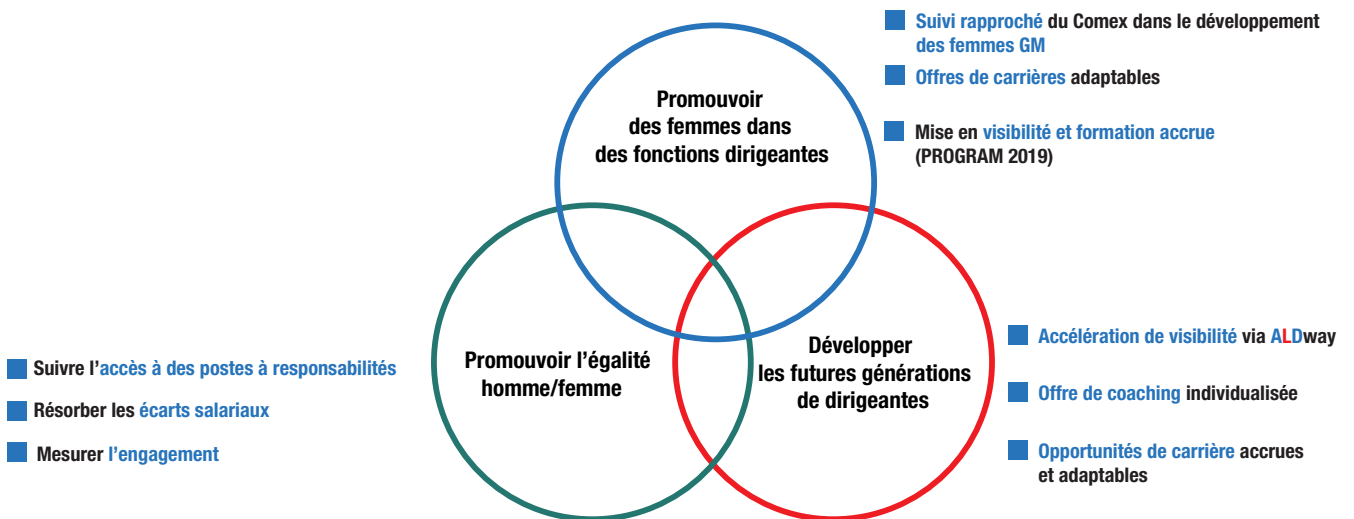 Suivi rapproché du Comex dans le développement
des femmes GM
Offres de carrières adaptables
Mise en visibilité et formation accrue
(PROGRAM 2019)
Promouvoir
des femmes dans
des fonctions dirigeantes
Promouvoir l’égalité
homme/femme
Développer
les futures générations
de dirigeantes
Suivre l’accès à des postes à responsabilités
Résorber les écarts salariaux
Mesurer l’engagement
Accélération de visibilité via ALDway
Offre de coaching individualisée
Opportunités de carrière accrues
et adaptables